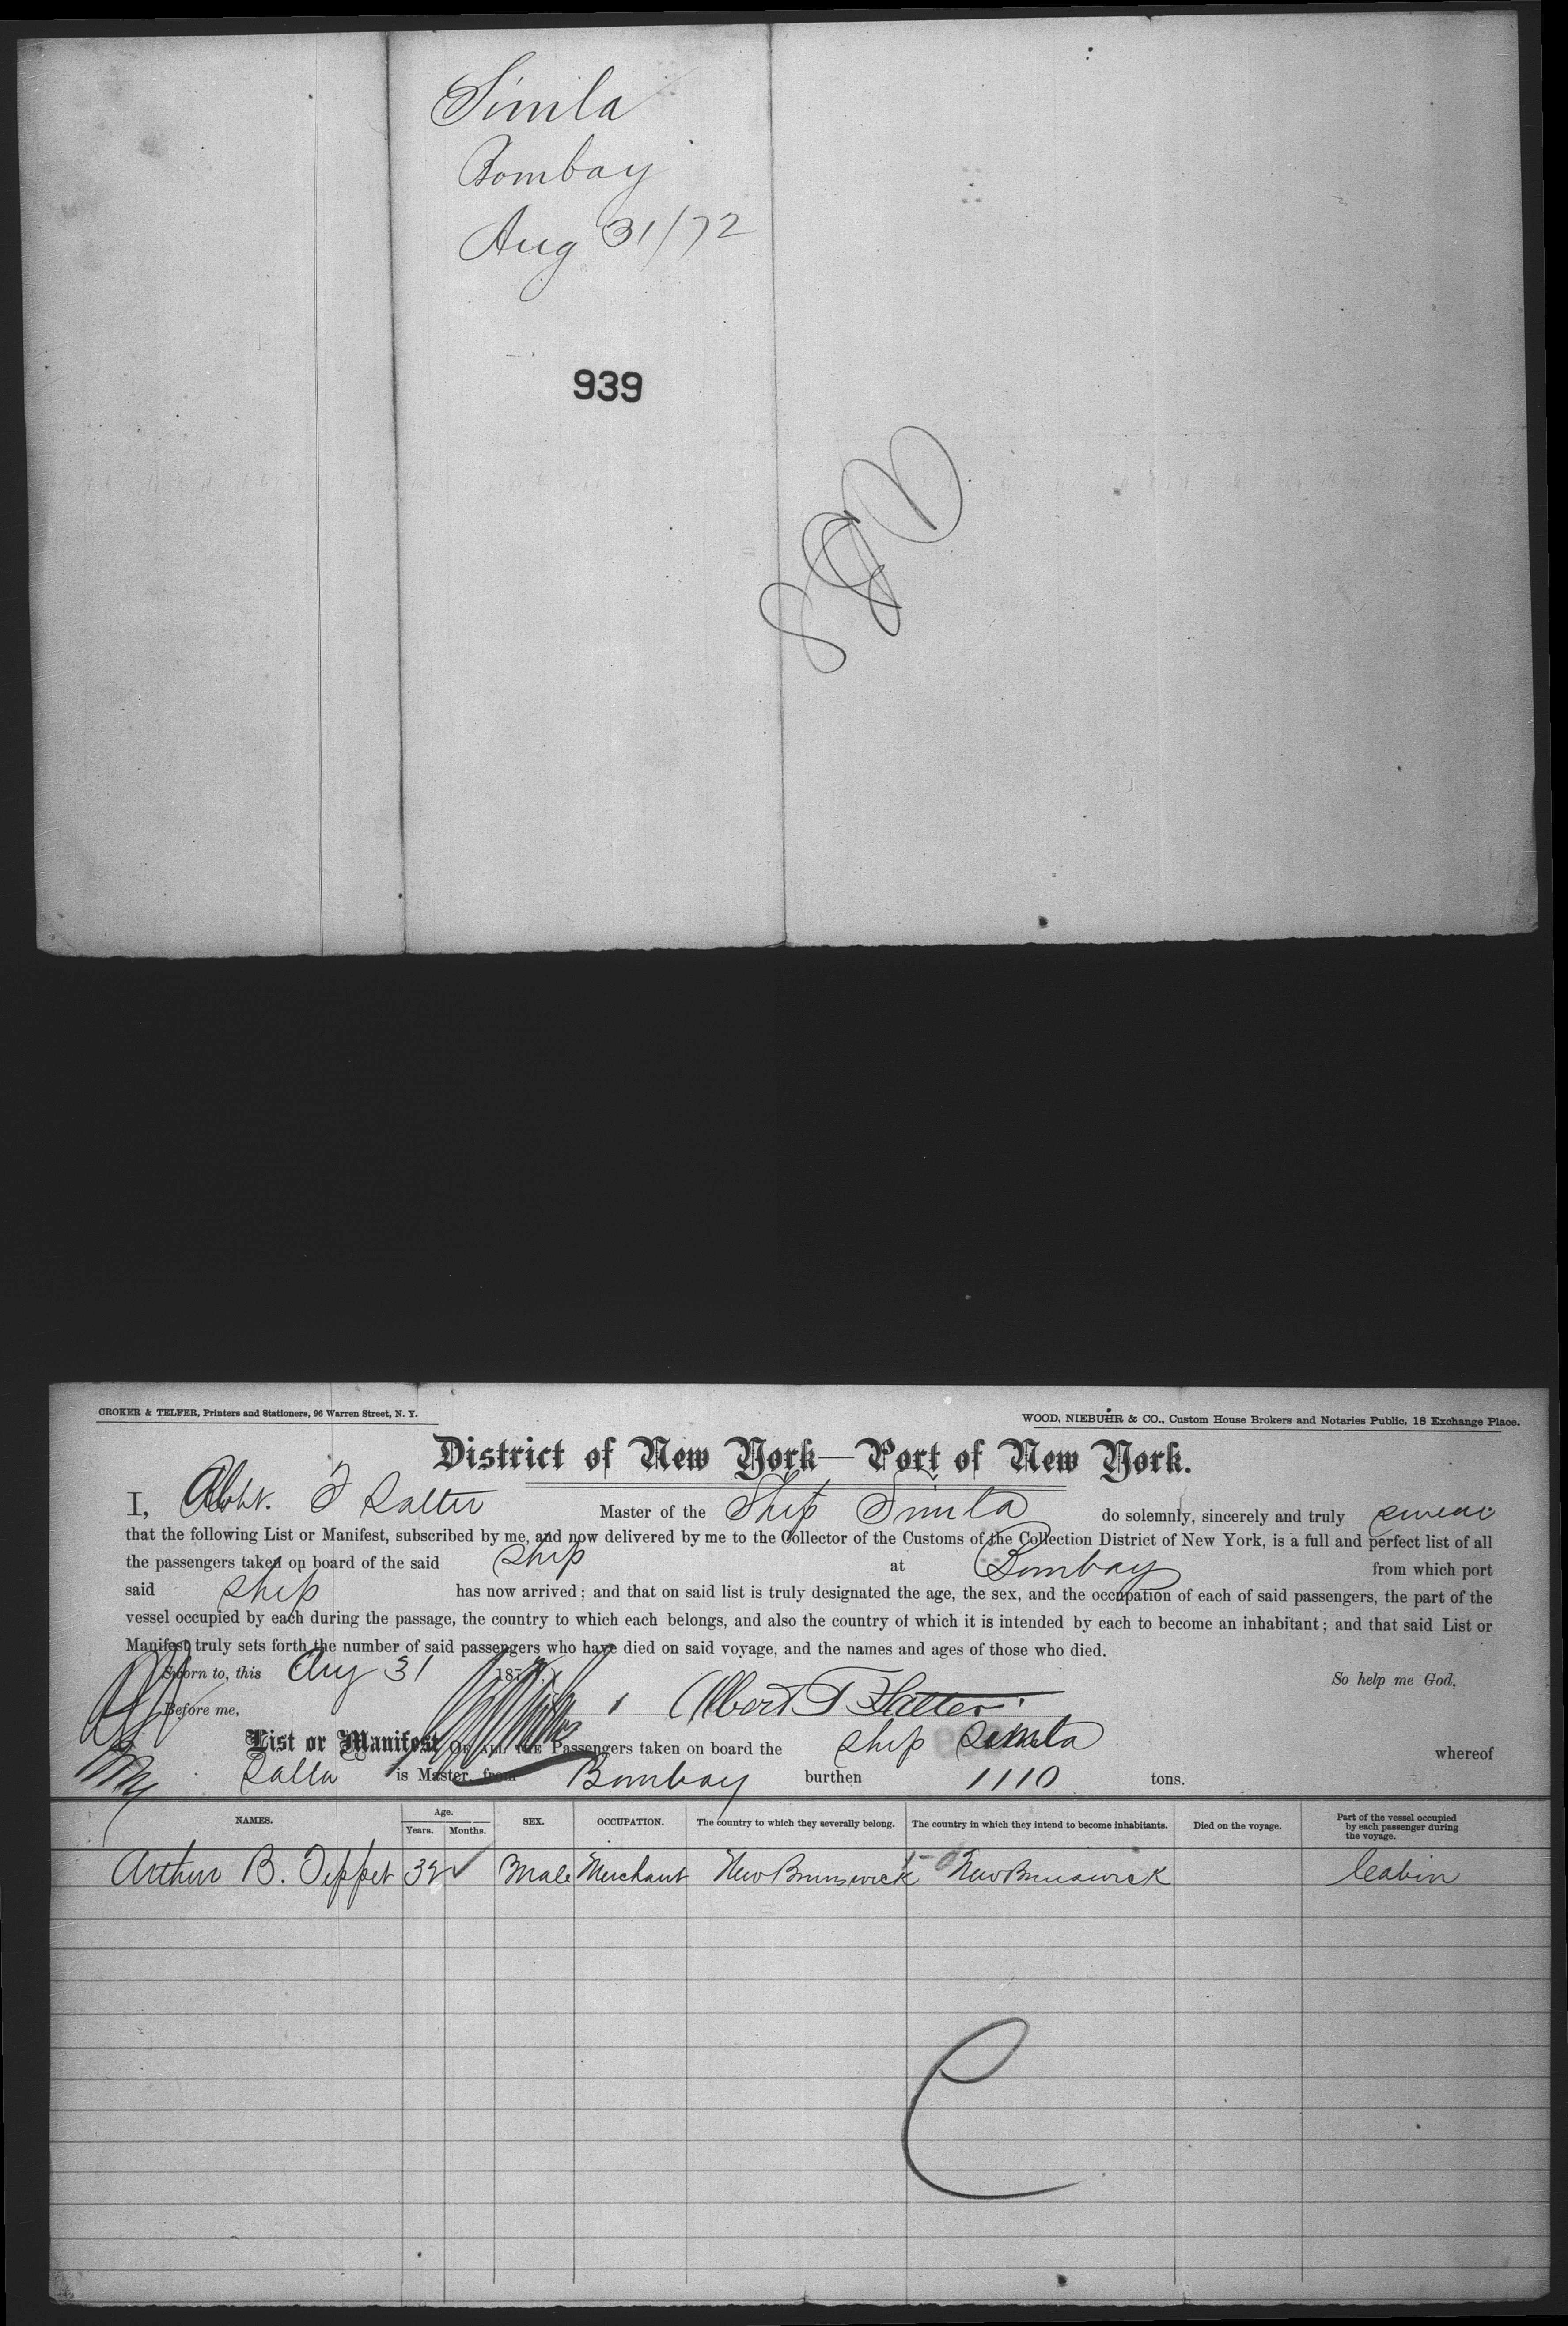 Simla
Bombay
Aug 31/72
939
CROKER & TELFER, Printers and Stationers, 96 Warren Street, N. Y.
WOOD, NIEBUHR & CO., Custom House Brokers and Notaries Public, 18 Exchange Place.
District of New York—Port of New York.
I, T Salter Master of the Ship Simla do solemnly, sincerely and truly swear
that the following List or Manifest, subscribed by me, and now delivered by me to the Collector of the Customs of the Collection District of New York, is a full and perfect list of all
the passengers taken on board of the said Ship at Bombay from which port
said Ship has now arrived; and that on said list is truly designated the age, the sex, and the occupation of each of said passengers, the part of the
vessel occupied by each during the passage, the country to which each belongs, and also the country of which it is intended by each to become an inhabitant; and that said List or
Manifest truly sets forth the number of said passengers who have died on said voyage, and the names and ages of those who died.
Sworn to, this Aug 31 187 So help me God,
Before me, Albert T Salter
List or Manifest OF ALL THE Passengers taken on board the Ship Simla whereof
is Master, from Bombay burthen 1110 tons.
NAMES. Age. Years. Months. SEX. OCCUPATION. The country to which they severally belong. The country in which they intend to become inhabitants. Died on the voyage. Part of the vessel occupied by each passenger during the voyage.
Arthur B. Tippet Male Merchant New Brunswick New Brunswick Cabin